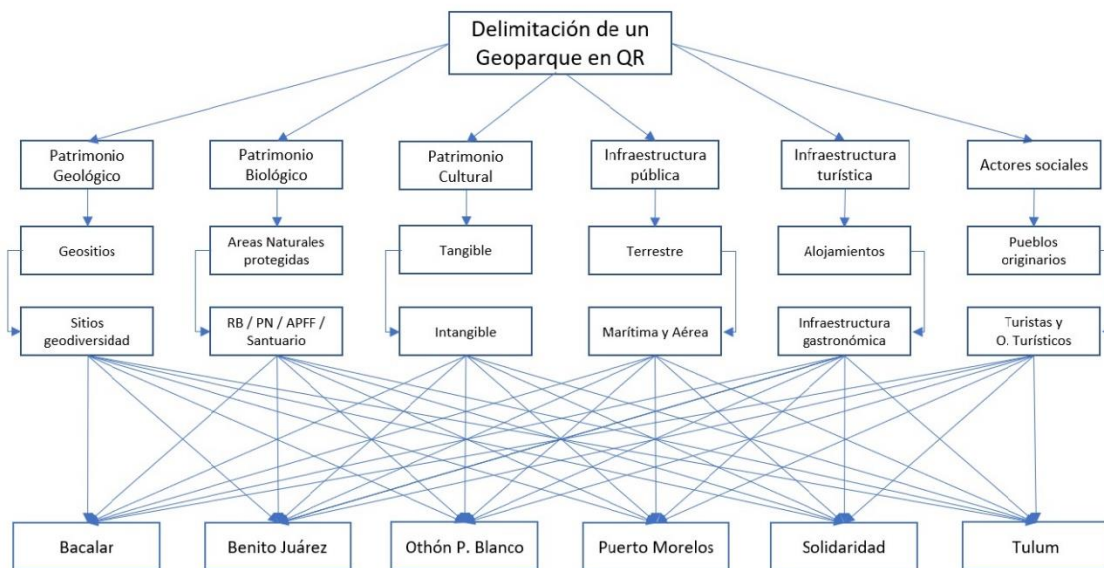 Delimitación de un
Geoparque en QR
Patrimonio
Geológico
Patrimonio
Biológico
Patrimonio
Cultural
Infraestructura
pública
Infraestructura
turística
Actores sociales
Geositios
Areas Naturales
protegidas
Tangible
Terrestre
Alojamientos
Pueblos
originarios
Sitios
geodiversidad
RB / PN / APFF /
Santuario
Intangible
Marítima y Aérea
Infraestructura
gastronómica
Turistas y
O. Turísticos
Bacalar
Benito Juárez
Othón P. Blanco
Puerto Morelos
Solidaridad
Tulum